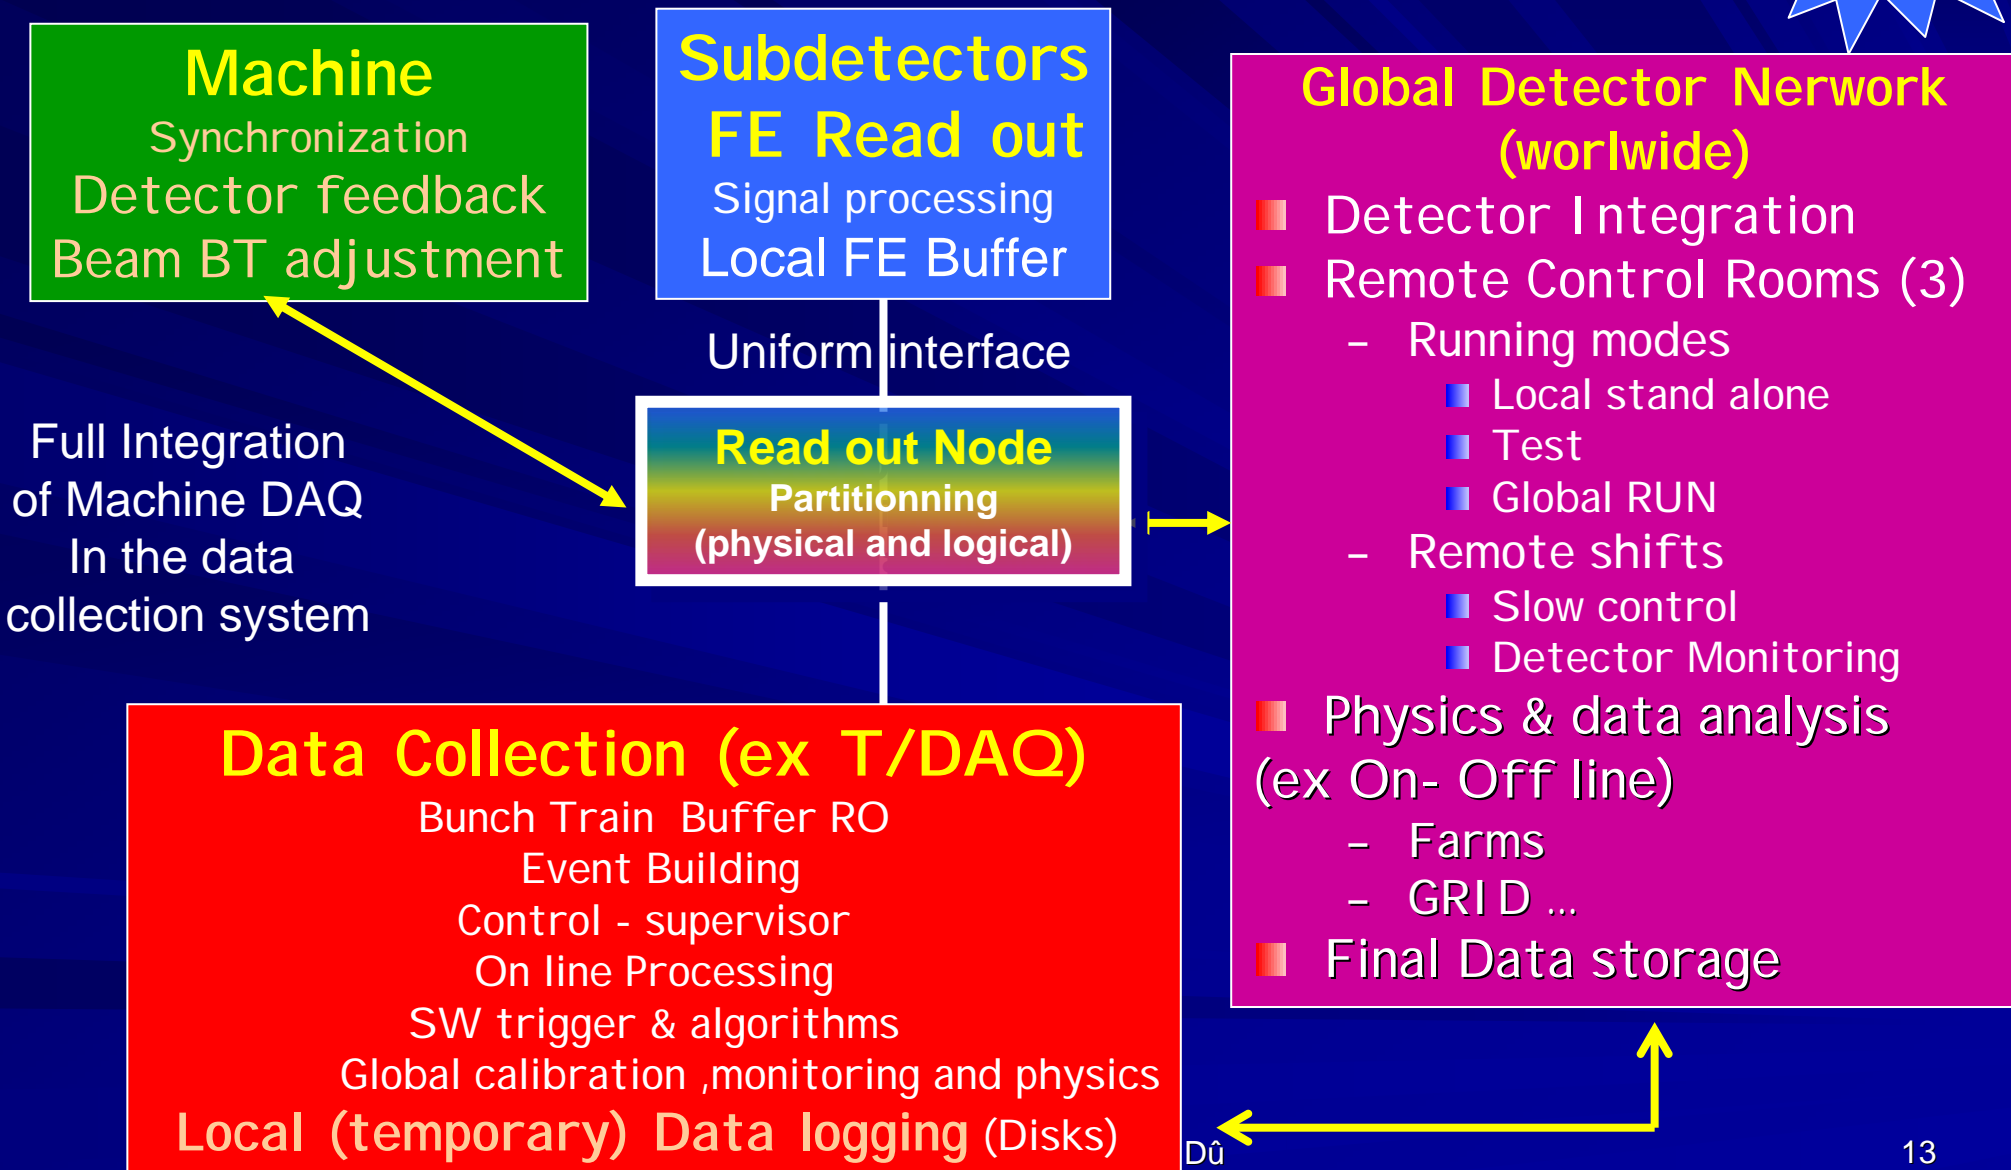 Machine
Synchronization
Detector feedback
Beam BT adjustment
Subdetectors
FE Read out
Signal processing
Local FE Buffer
Uniform interface
Full Integration
of Machine DAQ
In the data
collection system
Read out Node
Partitionning
(physical and logical)
Data Collection (ex T/DAQ)
Bunch Train Buffer RO
Event Building
Control - supervisor
On line Processing
SW trigger & algorithms
Global calibration ,monitoring and physics
Local (temporary) Data logging (Disks)
Global Detector Nerwork
(worlwide)
Detector Integration
Remote Control Rooms (3)
– Running modes
Local stand alone
Test
Global RUN
– Remote shifts
Slow control
Detector Monitoring
Physics & data analysis
(ex On- Off line)
– Farms
– GRID ...
Final Data storage
Dû
13